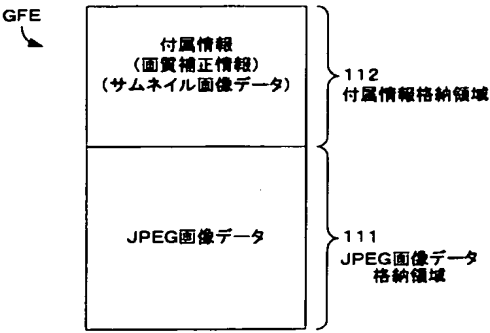 GFE
付属情報
(画質補正情報)
(サムネイル画像データ)
112
付属情報格納領域
JPEG画像データ
111
JPEG画像データ
格納領域